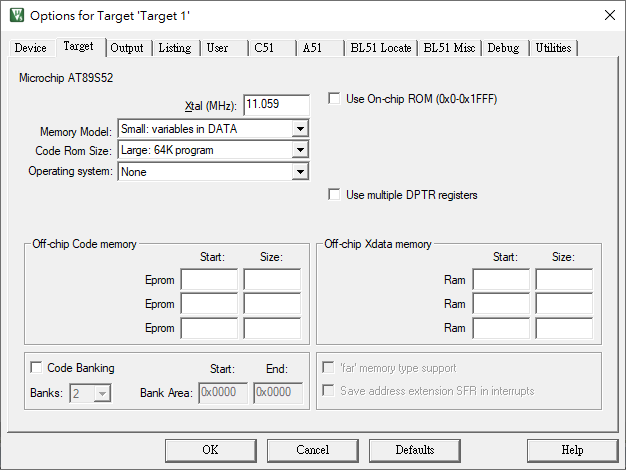 Options for Target 'Target 1'
Device Target Output Listing User C51 A51 BL51 Locate BL51 Misc Debug Utilities
Microchip AT89S52
Xtal (MHz): 11.059
Use On-chip ROM (0x0-0x1FFF)
Memory Model: Small: variables in DATA
Code Rom Size: Large: 64K program
Operating system: None
Use multiple DPTR registers
Off-chip Code memory
Start: Size:
Eprom
Eprom
Eprom
Off-chip Xdata memory
Start: Size:
Ram
Ram
Ram
Code Banking Start: End:
Banks: 2 Bank Area: 0x0000 0x0000
'far' memory type support
Save address extension SFR in interrupts
OK Cancel Defaults Help